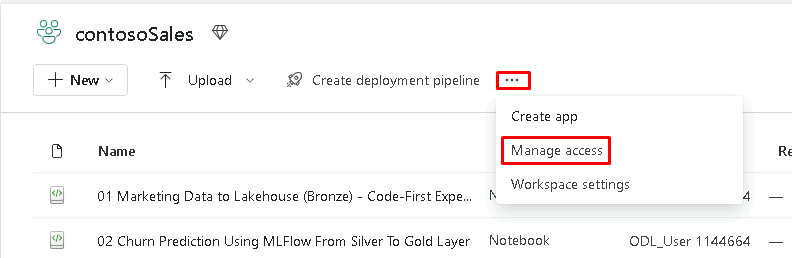 contosoSales
New Upload Create deployment pipeline ...
Create app
Name Re
Manage access
Workspace settings
01 Marketing Data to Lakehouse (Bronze) - Code-First Expe... N 4 —
02 Churn Prediction Using MLFlow From Silver To Gold Layer Notebook ODL_User 1144664 —